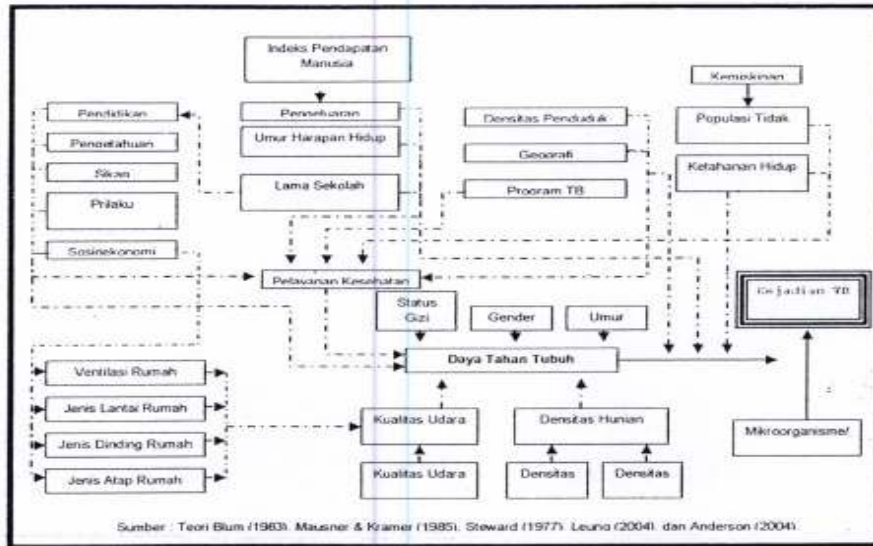 Indeks Pendapatan
Manusia
Kemiskinan
Pendidikan
Pengeluaran
Densitas Penduduk
Populasi Tidak
Pengetahuan
Umur Harapan Hidup
Geografi
Ketahanan Hidup
Sikap
Lama Sekolah
Program TB
Prilaku
Sosinekonomi
Pelayanan Kesehatan
Kejadian TB
Status
Gizi
Gender
Umur
Daya Tahan Tubuh
Ventilasi Rumah
Jenis Lantai Rumah
Kualitas Udara
Densitas Hunian
Mikroorganisme/
Jenis Dinding Rumah
Jenis Atap Rumah
Kualitas Udara
Densitas
Densitas
Sumber : Teori Blum (1983), Mausner & Kramer (1985), Steward (1977), Leung (2004), dan Anderson (2004).